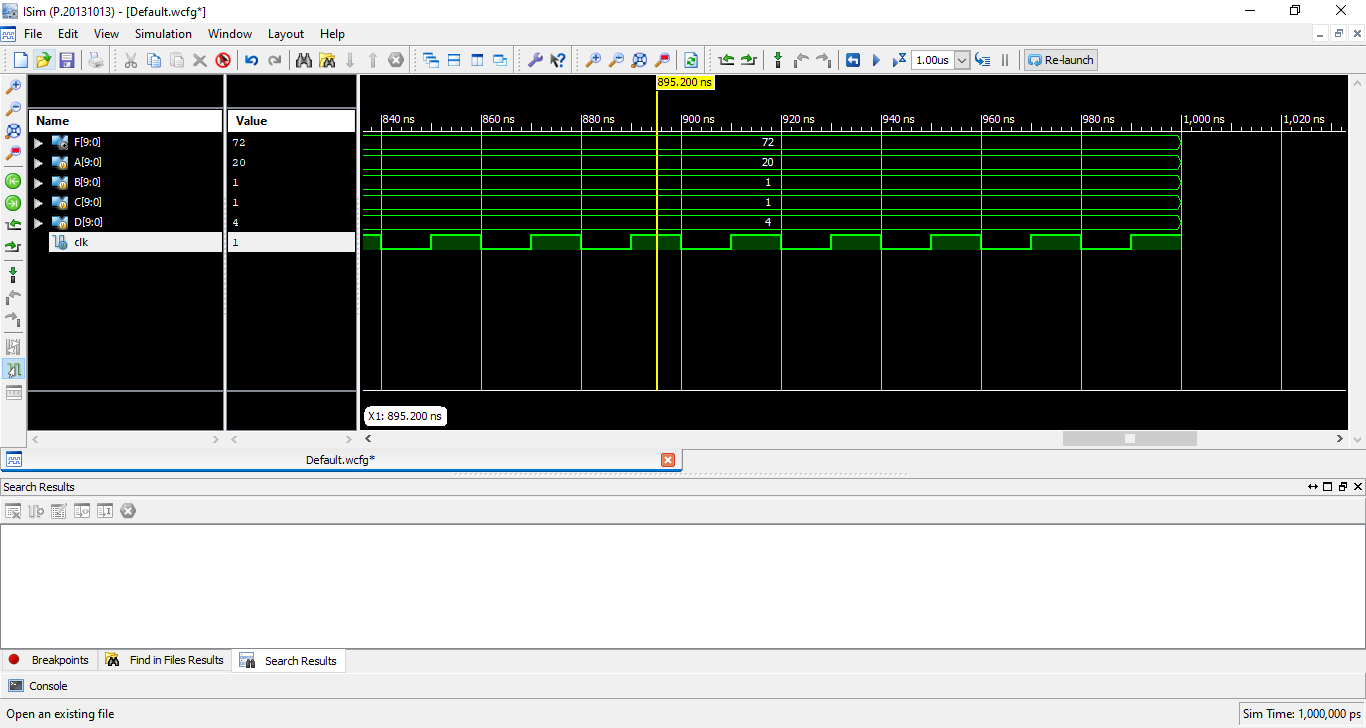 ISim (P.20131013) - [Default.wcfg*]
File Edit View Simulation Window Layout Help
1.00us Re-launch
895.200 ns
Name Value
840 ns 860 ns 880 ns 900 ns 920 ns 940 ns 960 ns 980 ns 1,000 ns 1,020 ns
F[9:0] 72 72
A[9:0] 20 20
B[9:0] 1 1
C[9:0] 1 1
D[9:0] 4 4
clk 1
X1: 895.200 ns
Default.wcfg*
Search Results
Breakpoints Find in Files Results Search Results
Console
Open an existing file Sim Time: 1,000,000 ps